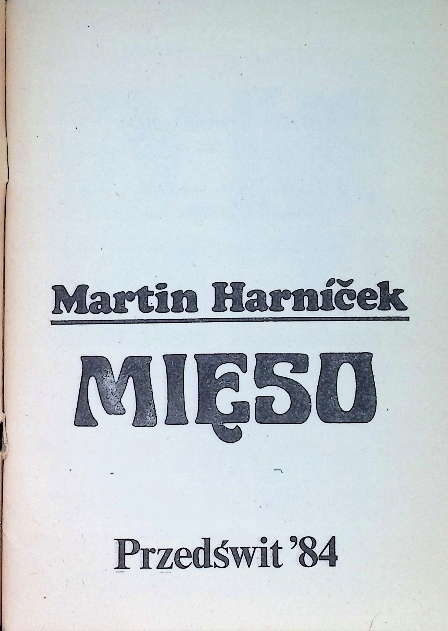 Martin Harníček
MIĘSO
Przedświt '84